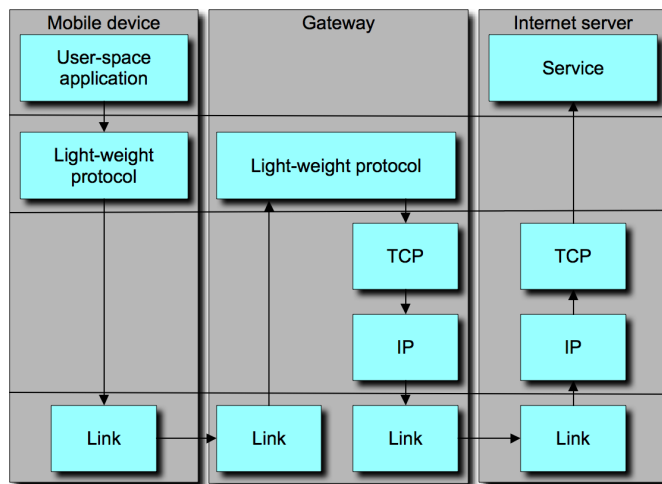 Mobile device
Gateway
Internet server
User-space
application
Service
Light-weight
protocol
Light-weight protocol
TCP
TCP
IP
IP
Link
Link
Link
Link